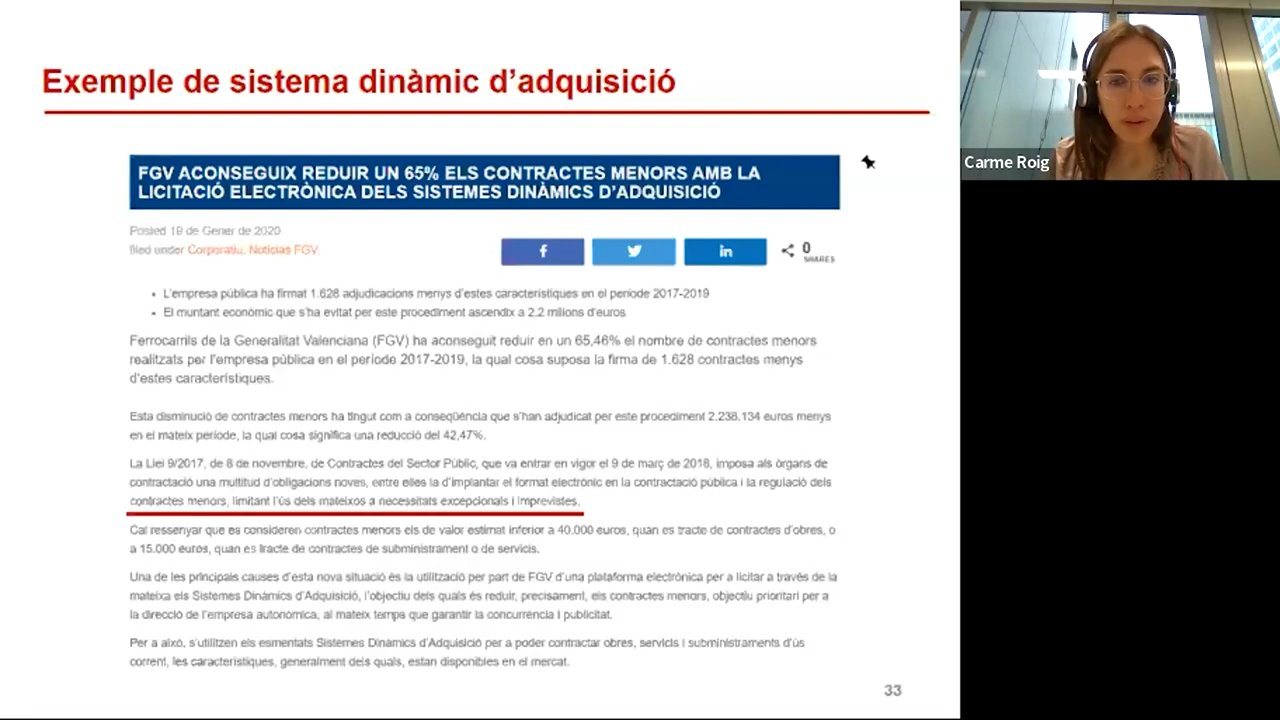 Exemple de sistema dinàmic d'adquisició
FGV ACONSEGUIX REDUIR UN 65% ELS CONTRACTES MENORS AMB LA
LICITACIÓ ELECTRÒNICA DELS SISTEMES DINÀMICS D'ADQUISICIÓ
Posted 19 de Gener de 2020
filed under Corporatiu, Notícias FGV.
0
SHARES
• L'empresa pública ha firmat 1.628 adjudicacions menys d'estes característiques en el període 2017-2019
• El muntant econòmic que s'ha evitat per este procediment ascendix a 2,2 milions d'euros
Ferrocarrils de la Generalitat Valenciana (FGV) ha aconseguit reduir en un 65,46% el nombre de contractes menors
realitzats per l'empresa pública en el període 2017-2019, la qual cosa suposa la firma de 1.628 contractes menys
d'estes característiques.
Esta disminució de contractes menors ha tingut com a conseqüència que s'han adjudicat per este procediment 2.238.134 euros menys
en el mateix període, la qual cosa significa una reducció del 42,47%.
La Llei 9/2017, de 8 de novembre, de Contractes del Sector Públic, que va entrar en vigor el 9 de març de 2018, imposa als òrgans de
contractació una multitud d'obligacions noves, entre elles la d'implantar el format electrònic en la contractació pública i la regulació dels
contractes menors, limitant l'ús dels mateixos a necessitats excepcionals i imprevistes.
Cal ressenyar que es consideren contractes menors els de valor estimat inferior a 40.000 euros, quan es tracte de contractes d'obres, o
a 15.000 euros, quan es tracte de contractes de subministrament o de servicis.
Una de les principals causes d'esta nova situació és la utilització per part de FGV d'una plataforma electrònica per a licitar a través de la
mateixa els Sistemes Dinàmics d'Adquisició, l'objectiu dels quals és reduir, precisament, els contractes menors, objectiu prioritari per a
la direcció de l'empresa autonòmica, al mateix temps que garantir la concurrència i publicitat.
Per a això, s'utilitzen els esmentats Sistemes Dinàmics d'Adquisició per a poder contractar obres, servicis i subministraments d'ús
corrent, les característiques, generalment dels quals, estan disponibles en el mercat.
33
Carme Roig